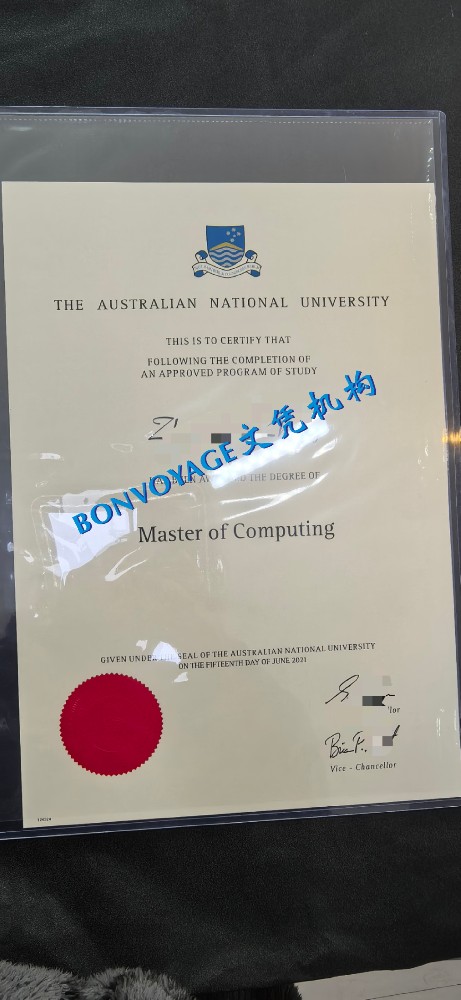 THE AUSTRALIAN NATIONAL UNIVERSITY
THIS IS TO CERTIFY THAT
FOLLOWING THE COMPLETION OF
AN APPROVED PROGRAM OF STUDY
BONVOYAGE文凭机构
THE DEGREE OF
Master of Computing
GIVEN UNDER THE SEAL OF THE AUSTRALIAN NATIONAL UNIVERSITY
ON THE FIFTEENTH DAY OF JUNE 2021
Vice - Chancellor